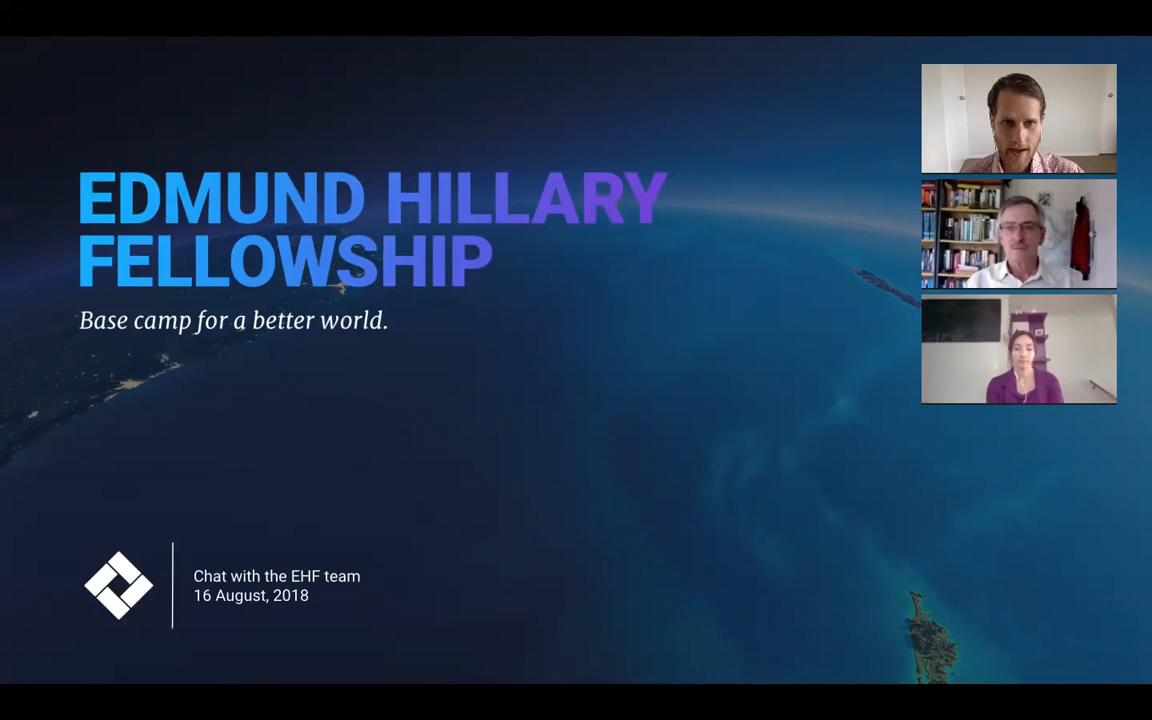 EDMUND HILLARY
FELLOWSHIP
Base camp for a better world.
Chat with the EHF team
16 August, 2018